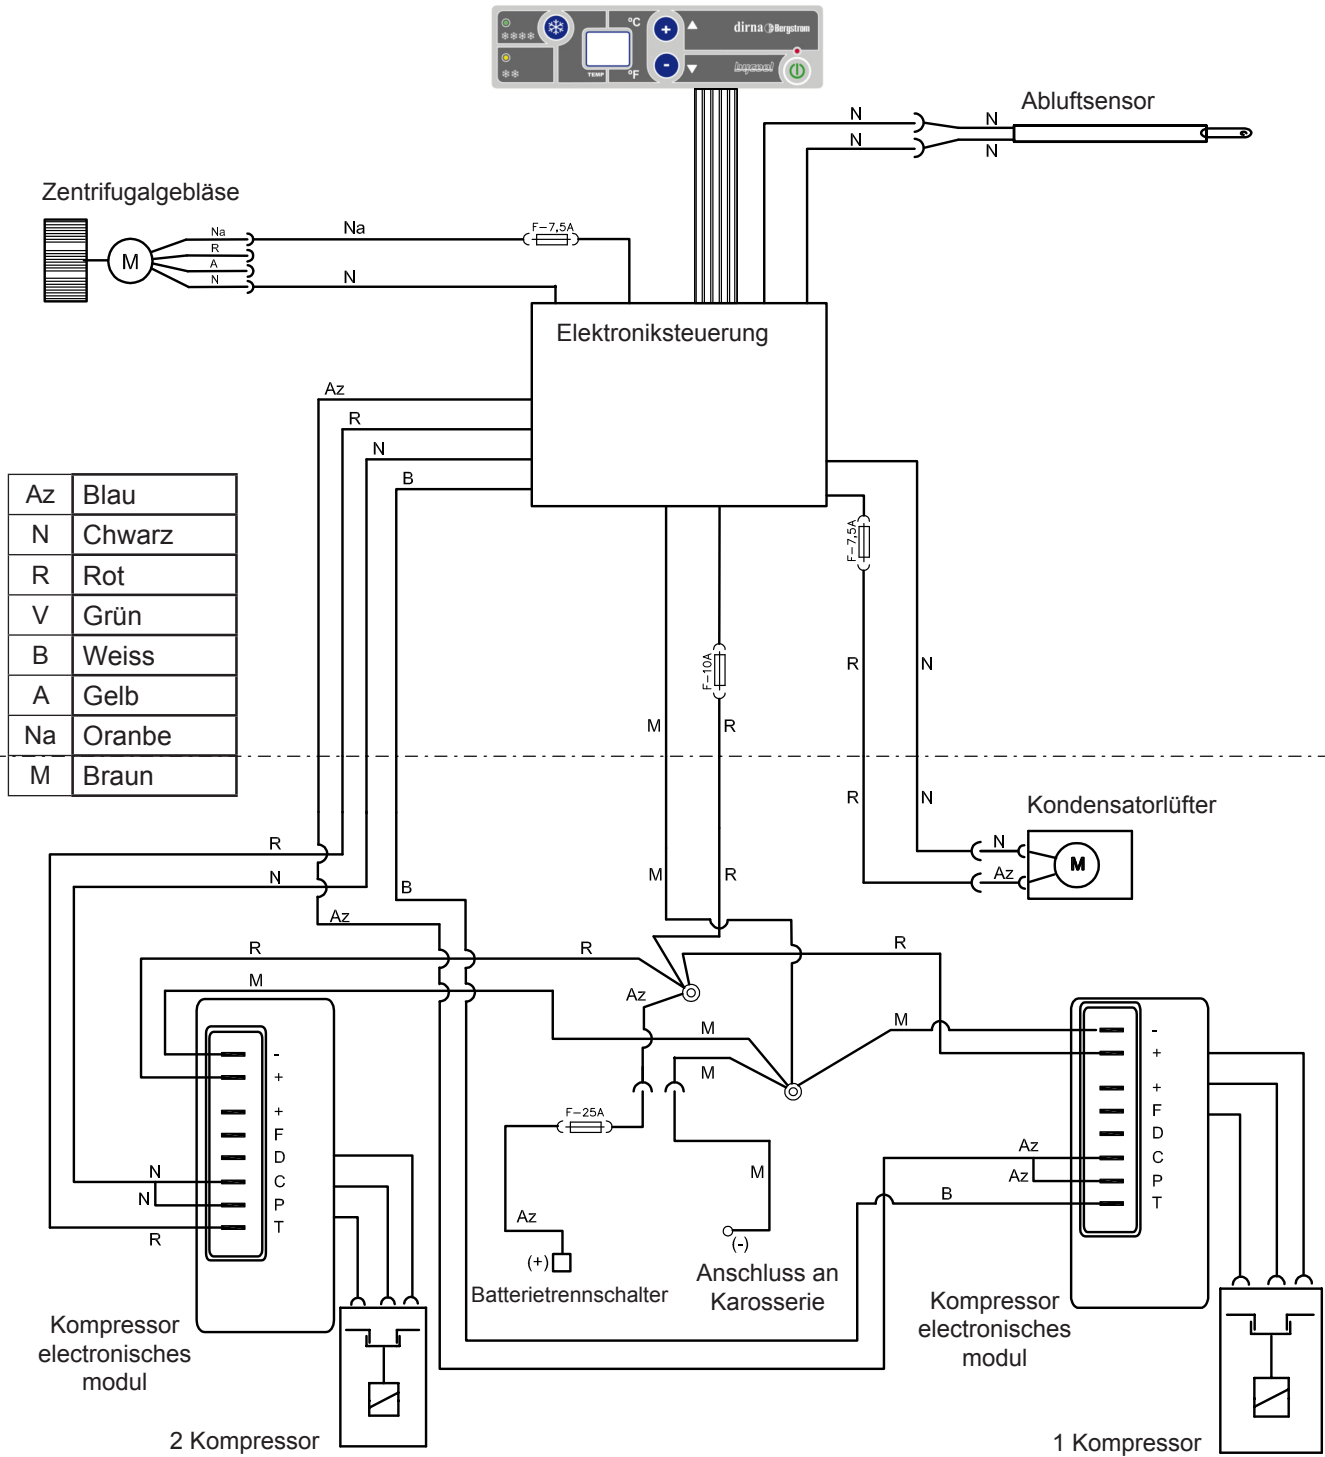 °C
❄❄❄❄
+
dirna Bergstrom
❄❄
TEMP
°F
-
bycool
Abluftsensor
N
N
N
N
Zentrifugalgebläse
Na
R
A
N
Na
N
F-7,5A
M
Elektroniksteuerung
Az
R
N
B
Az Blau
N Chwarz
R Rot
V Grün
B Weiss
A Gelb
Na Oranbe
M Braun
F-7,5A
F-10A
R
N
M
R
R
N
Kondensatorlüfter
N
Az
M
R
N
B
Az
M
R
R
M
R
R
Az
M
M
M
-
+
+
F
D
C
P
T
N
N
R
F-25A
Az
(+)
Batterietrennschalter
M
(-)
Anschluss an
Karosserie
-
+
+
F
D
C
P
T
Az
Az
B
Kompressor
electronisches
modul
2 Kompressor
Kompressor
electronisches
modul
1 Kompressor